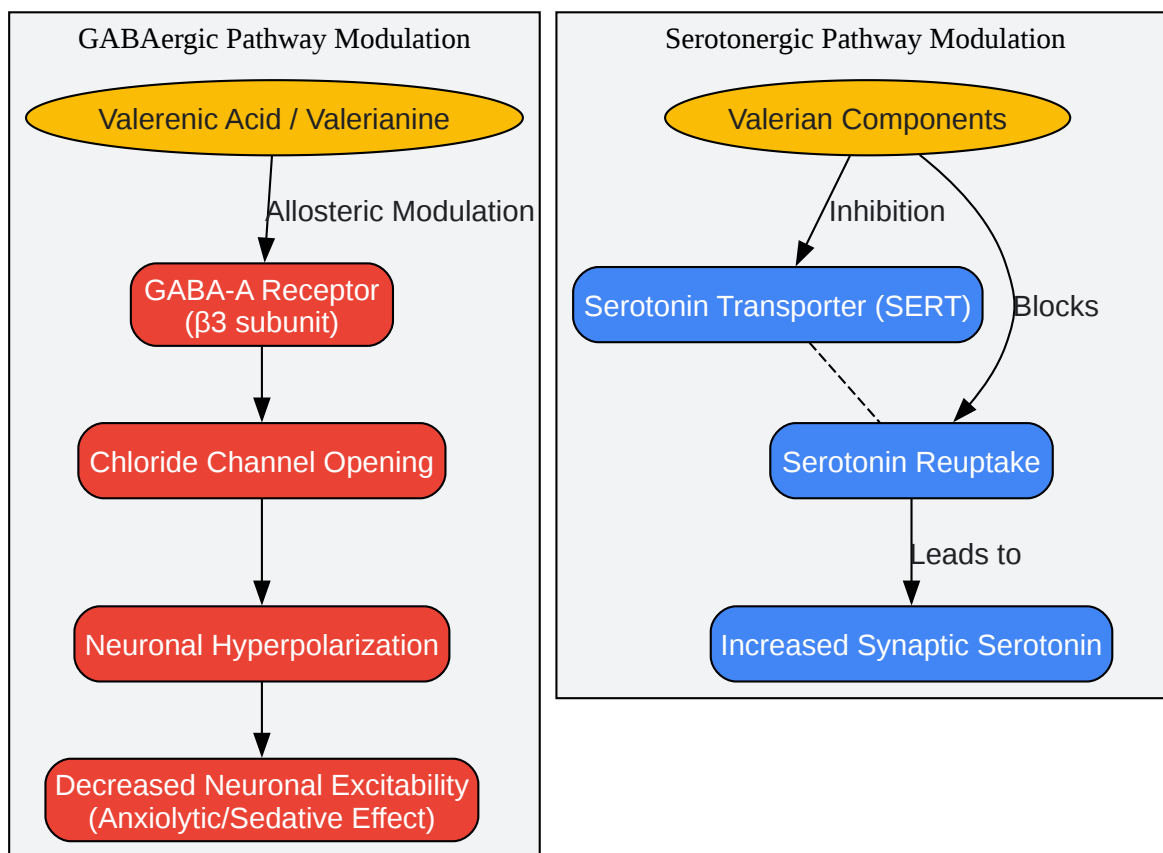 GABAergic Pathway Modulation
Valerenic Acid / Valerianine
Allosteric Modulation
GABA-A Receptor
(β3 subunit)
Chloride Channel Opening
Neuronal Hyperpolarization
Decreased Neuronal Excitability
(Anxiolytic/Sedative Effect)
Serotonergic Pathway Modulation
Valerian Components
Inhibition
Serotonin Transporter (SERT)
Blocks
Serotonin Reuptake
Leads to
Increased Synaptic Serotonin